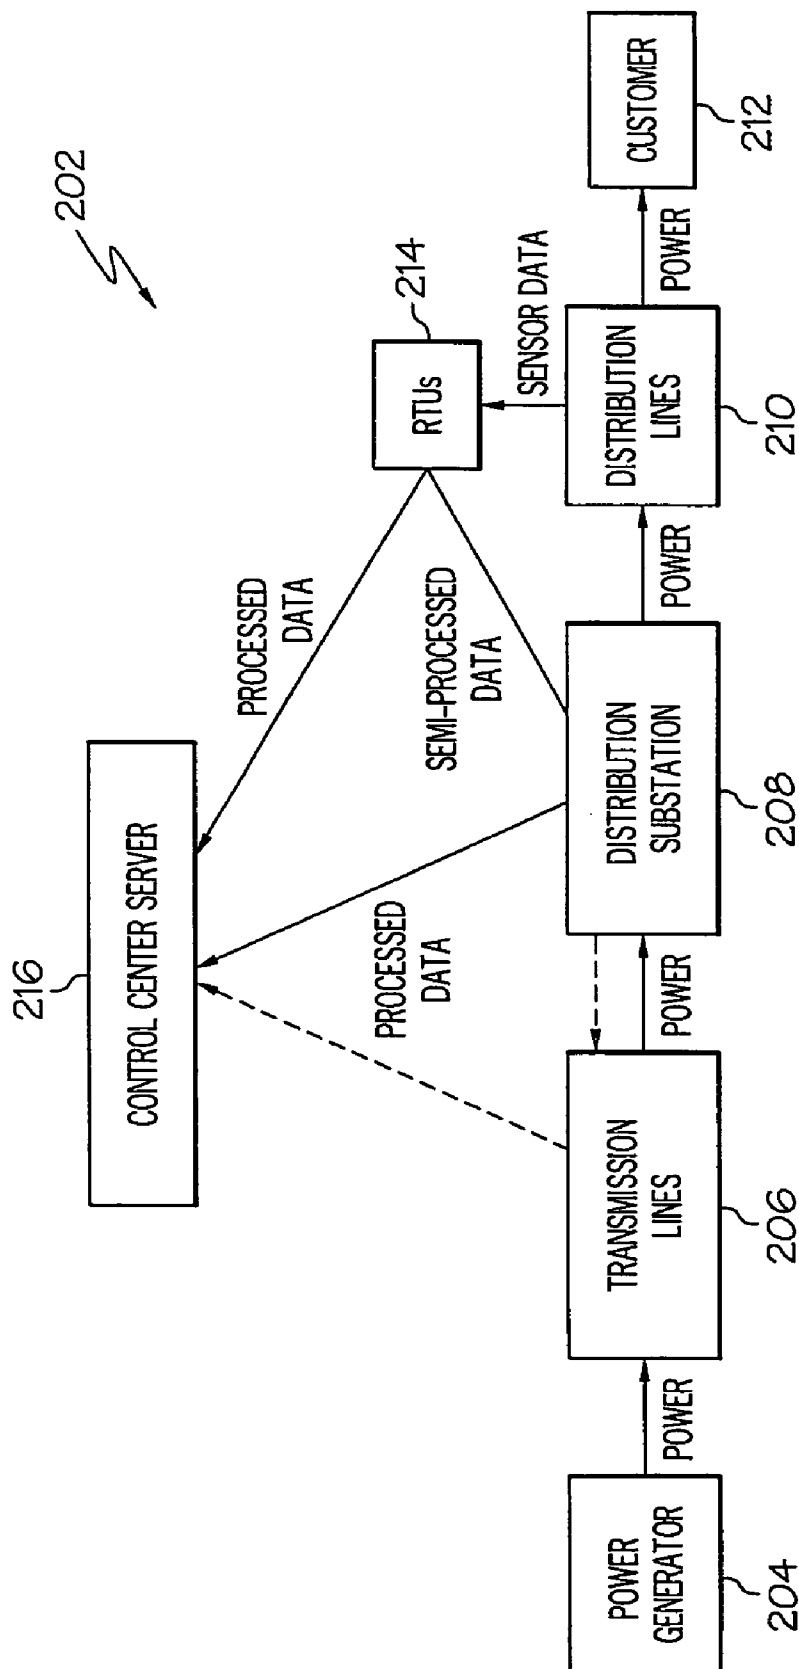 202
216
CONTROL CENTER SERVER
PROCESSED
DATA
RTUs
214
PROCESSED
DATA
SEMI-PROCESSED
DATA
SENSOR DATA
POWER
GENERATOR
204
POWER
TRANSMISSION
LINES
206
POWER
DISTRIBUTION
SUBSTATION
208
POWER
DISTRIBUTION
LINES
210
POWER
CUSTOMER
212